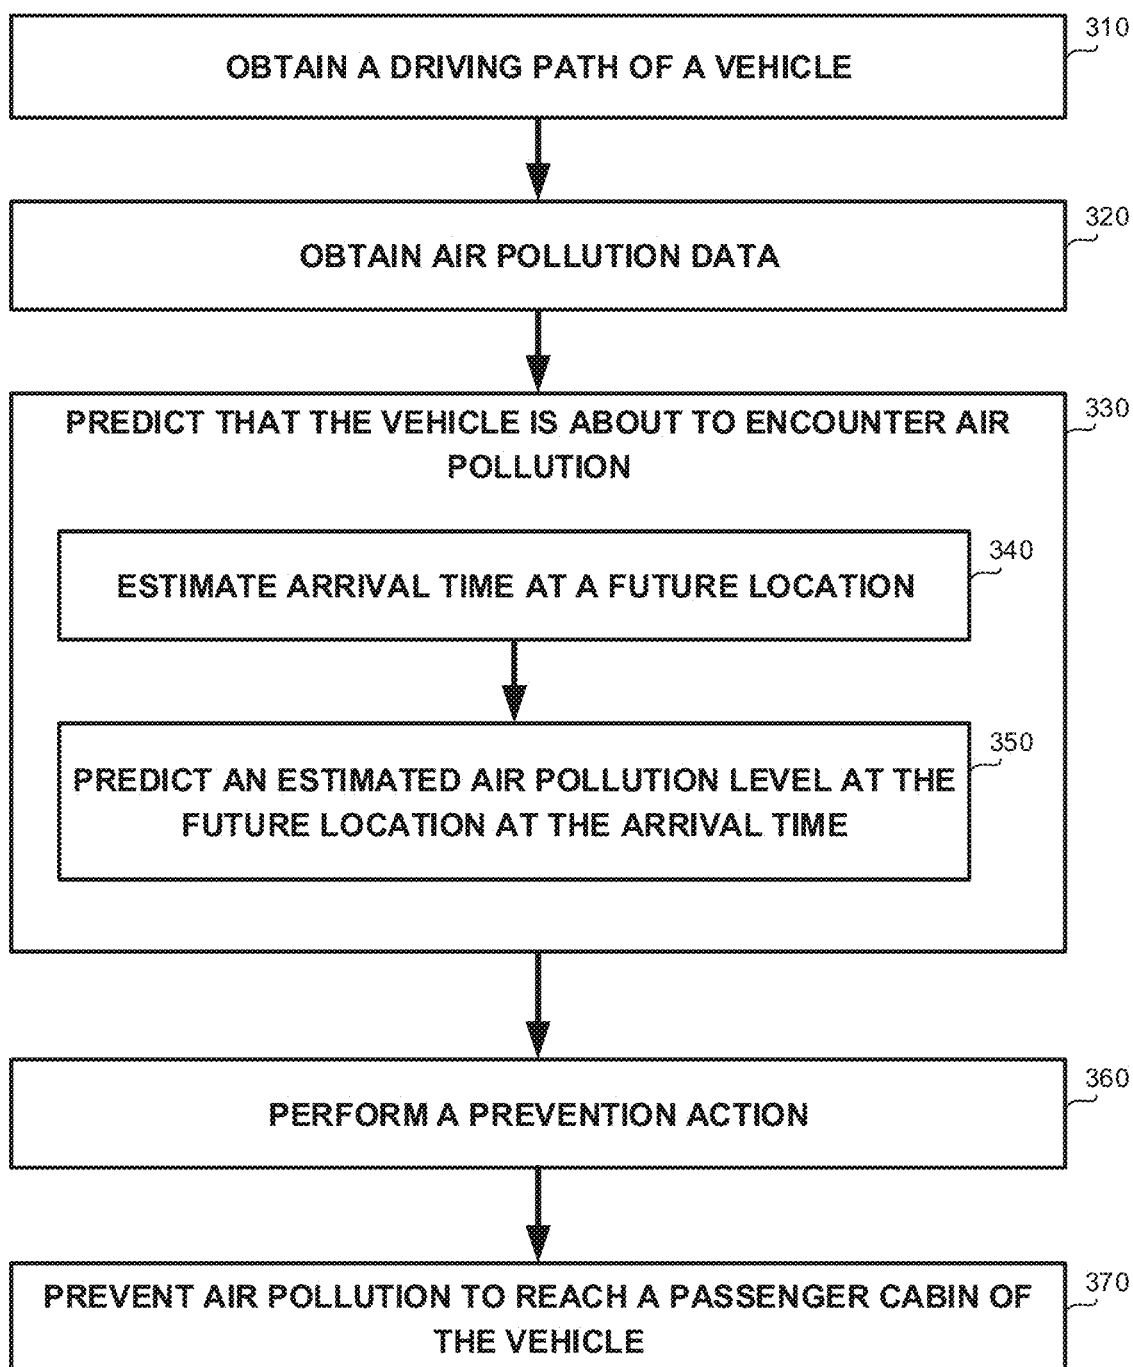 310
OBTAIN A DRIVING PATH OF A VEHICLE
320
OBTAIN AIR POLLUTION DATA
330
PREDICT THAT THE VEHICLE IS ABOUT TO ENCOUNTER AIR
POLLUTION
340
ESTIMATE ARRIVAL TIME AT A FUTURE LOCATION
350
PREDICT AN ESTIMATED AIR POLLUTION LEVEL AT THE
FUTURE LOCATION AT THE ARRIVAL TIME
360
PERFORM A PREVENTION ACTION
370
PREVENT AIR POLLUTION TO REACH A PASSENGER CABIN OF
THE VEHICLE